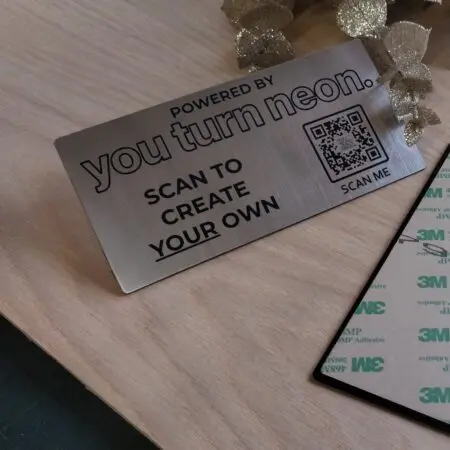 POWERED BY
you turn neon.
SCAN TO
CREATE
YOUR OWN
SCAN ME
3M
3M
3M
3M
3M